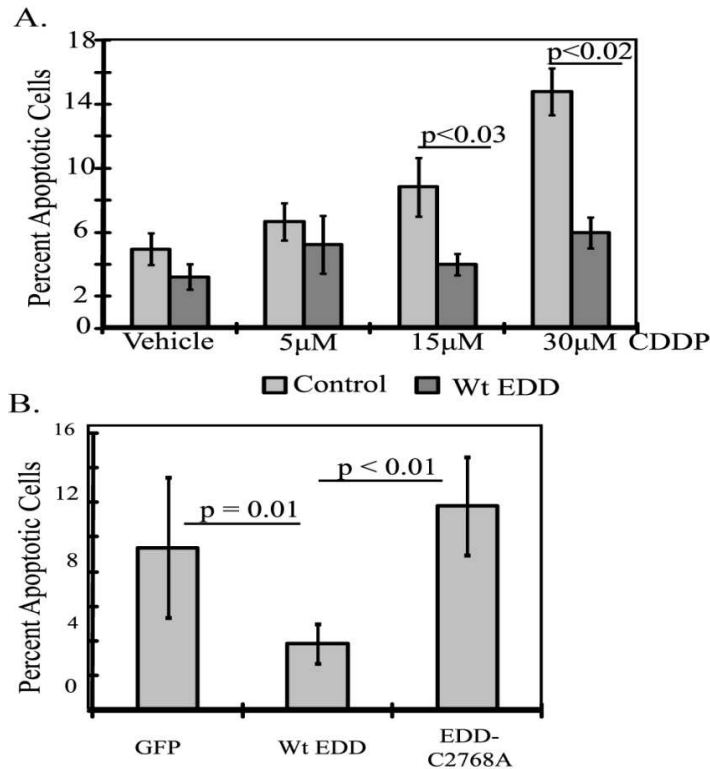 A.
Percent Apoptotic Cells
18
14
10
6
2
0
p<0.03
p<0.02
Vehicle 5μM 15μM 30μM CDDP
Control Wt EDD
B.
Percent Apoptotic Cells
16
12
8
4
0
p = 0.01
p < 0.01
GFP Wt EDD EDD-
C2768A